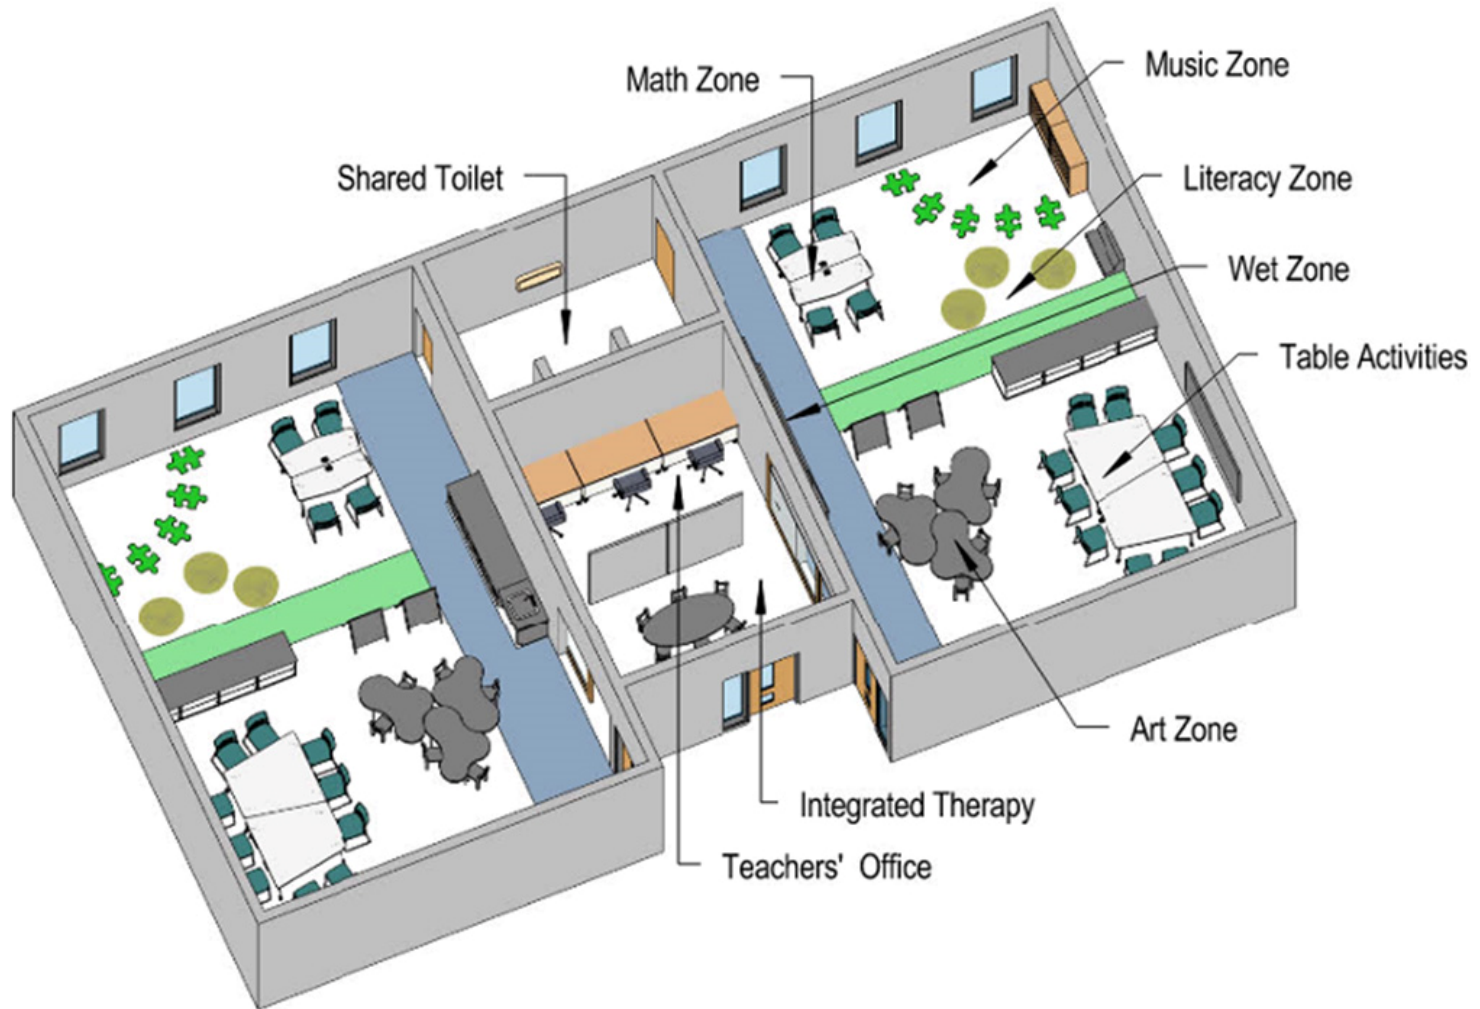 Music Zone
Math Zone
Shared Toilet
Literacy Zone
Wet Zone
Table Activities
Art Zone
Integrated Therapy
Teachers' Office